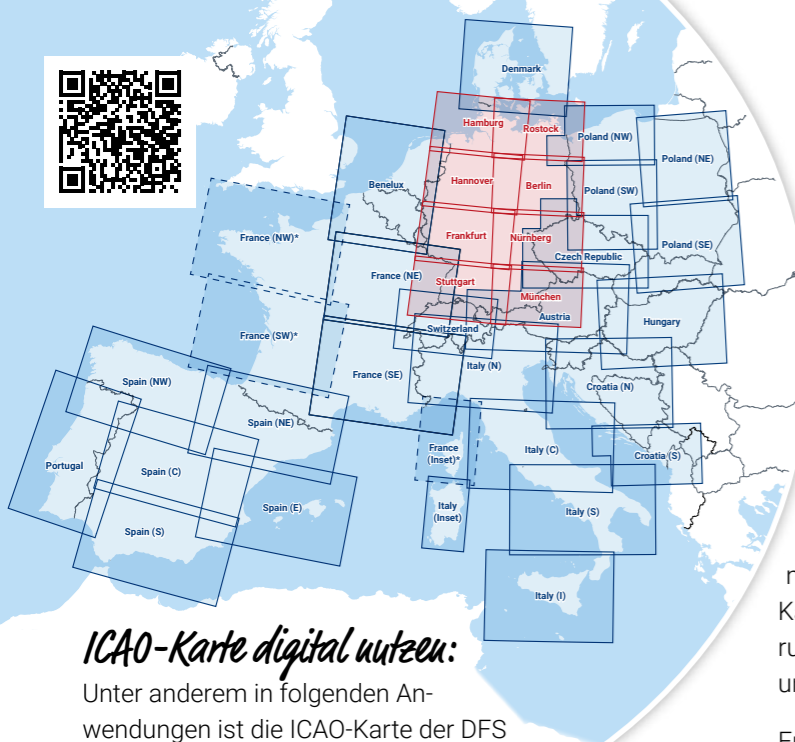 Denmark
Hamburg
Rostock
Poland (NW)
Poland (NE)
Hannover
Berlin
Benelux
Poland (SW)
Frankfurt
Nürnberg
France (NW)*
Poland (SE)
Czech Republic
France (NE)
Stuttgart
München
Austria
Hungary
Switzerland
France (SW)*
Italy (N)
France (SE)
Spain (NW)
Croatia (N)
Spain (NE)
France
(Inset)*
Italy (C)
Croatia (S)
Portugal
Spain (C)
Spain (E)
Italy
(Inset)
Italy (S)
Spain (S)
Italy (I)
ICAO-Karte digital nutzen:
Unter anderem in folgenden An-
wendungen ist die ICAO-Karte der DFS